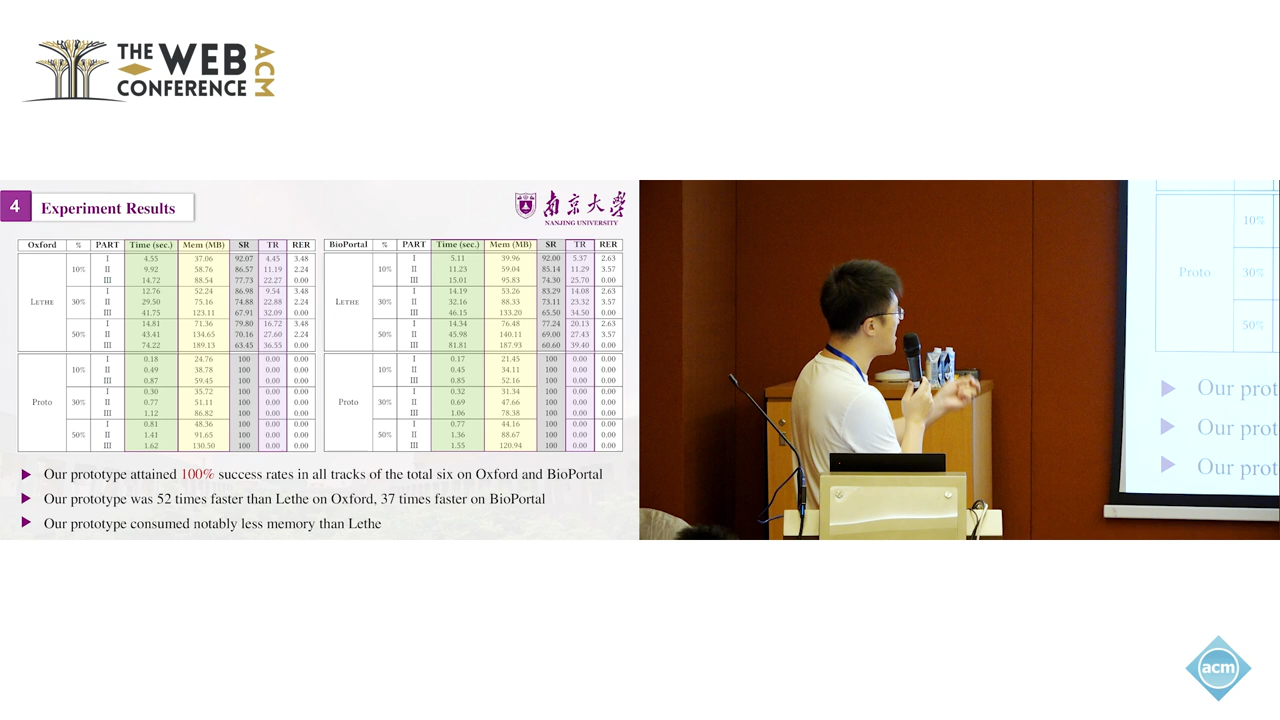 THE WEB CONFERENCE ACM
4 Experiment Results
南京大学
NANJING UNIVERSITY
Oxford % PART Time (sec.) Mem (MB) SR TR RER
LETHE
10% I 4.55 37.06 92.07 4.45 3.48
II 9.92 58.76 86.57 11.19 2.24
III 14.72 88.54 77.73 22.27 0.00
30% I 12.76 52.24 86.98 9.54 3.48
II 29.50 75.16 74.88 22.88 2.24
III 41.75 123.11 67.91 32.09 0.00
50% I 14.81 71.36 79.80 16.72 3.48
II 43.41 134.65 70.16 27.60 2.24
III 74.22 189.13 63.45 36.55 0.00
Proto
10% I 0.18 24.76 100 0.00 0.00
II 0.49 38.78 100 0.00 0.00
III 0.87 59.45 100 0.00 0.00
30% I 0.30 35.72 100 0.00 0.00
II 0.77 51.11 100 0.00 0.00
III 1.12 86.82 100 0.00 0.00
50% I 0.81 48.36 100 0.00 0.00
II 1.41 91.65 100 0.00 0.00
III 1.62 130.50 100 0.00 0.00
BioPortal % PART Time (sec.) Mem (MB) SR TR RER
LETHE
10% I 5.11 39.96 92.00 5.37 2.63
II 11.23 59.04 85.14 11.29 3.57
III 15.01 95.83 74.30 25.70 0.00
30% I 14.19 53.26 83.29 14.08 2.63
II 32.16 88.33 73.11 23.32 3.57
III 46.15 133.20 65.50 34.50 0.00
50% I 14.34 76.48 77.24 20.13 2.63
II 45.98 140.11 69.00 27.43 3.57
III 81.81 187.93 60.60 39.40 0.00
Proto
10% I 0.17 21.45 100 0.00 0.00
II 0.45 34.11 100 0.00 0.00
III 0.85 52.16 100 0.00 0.00
30% I 0.32 31.34 100 0.00 0.00
II 0.69 47.66 100 0.00 0.00
III 1.06 78.38 100 0.00 0.00
50% I 0.77 44.16 100 0.00 0.00
II 1.36 88.67 100 0.00 0.00
III 1.55 120.94 100 0.00 0.00
Our prototype attained 100% success rates in all tracks of the total six on Oxford and BioPortal
Our prototype was 52 times faster than Lethe on Oxford, 37 times faster on BioPortal
Our prototype consumed notably less memory than Lethe
10%
Proto 30%
50%
Our prot
Our prot
Our prot
acm